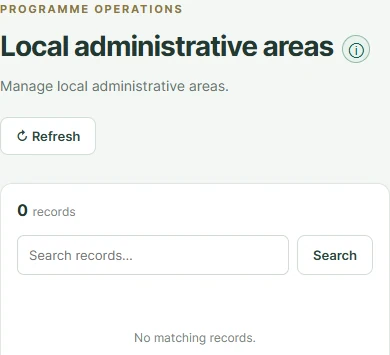 PROGRAMME OPERATIONS
Local administrative areas ⓘ
Manage local administrative areas.
↻ Refresh
0 records
Search records...
Search
No matching records.